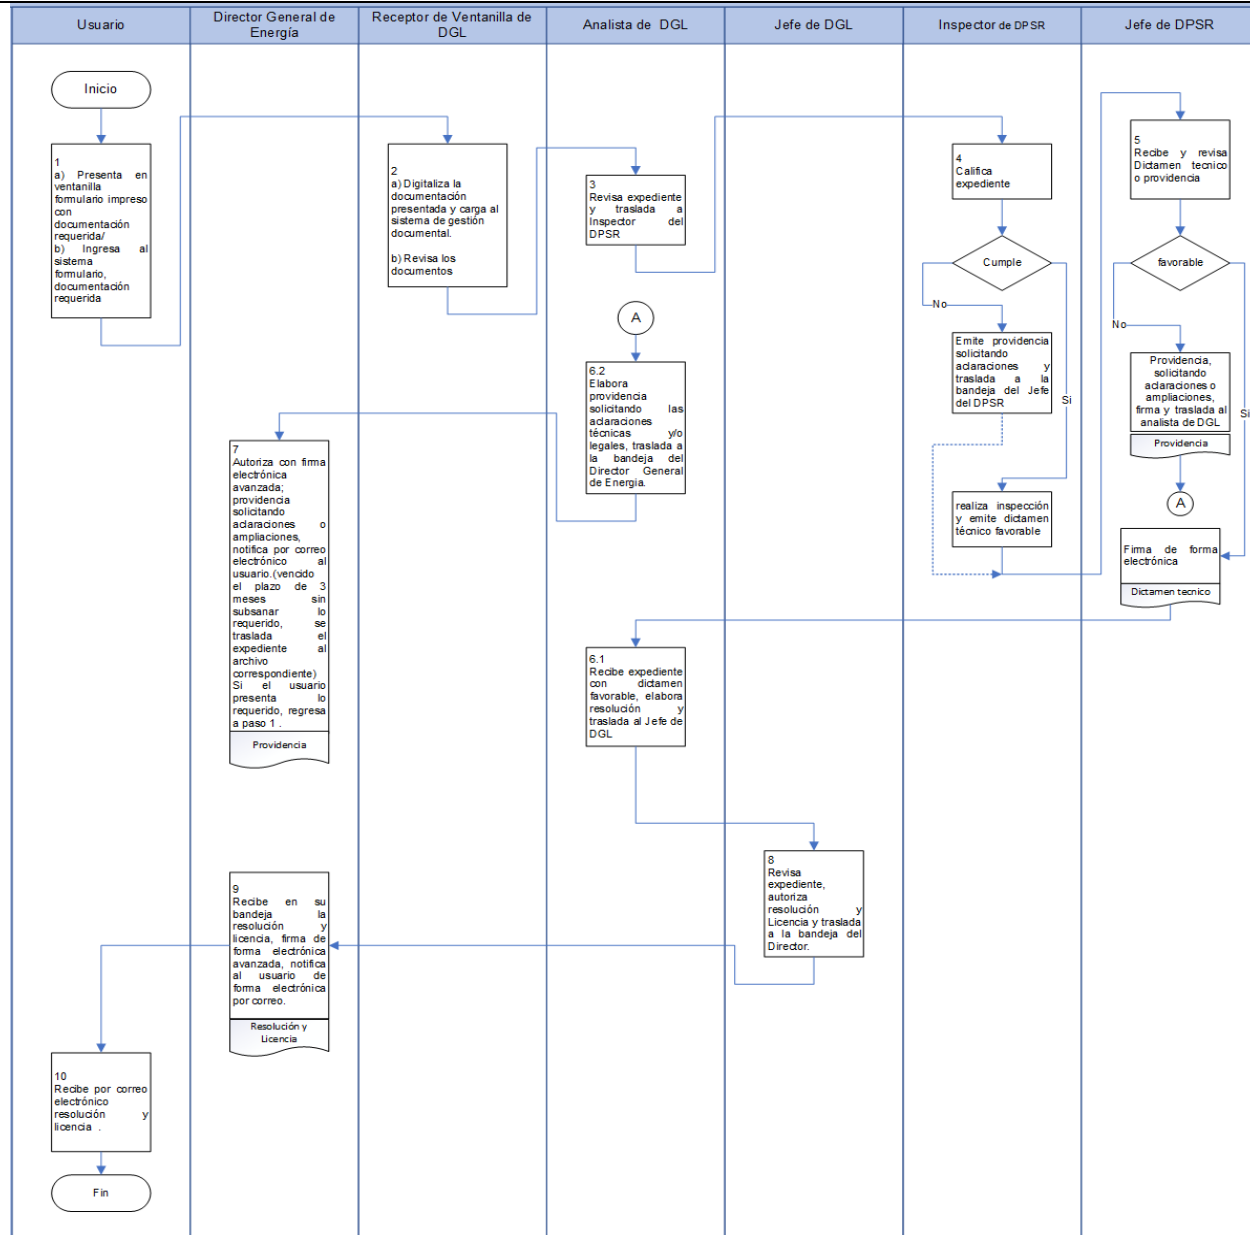 Usuario
Director General de
Energía
Receptor de Ventanilla de
DGL
Analista de  DGL
Jefe de DGL
Inspector de DPSR
Jefe de DPSR
Inicio
1
a) Presenta en
ventanilla
formulario impreso
con
documentación
requerida/
b) Ingresa al
sistema
formulario,
documentación
requerida
2
a) Digitaliza la
documentación
presentada y carga al
sistema de gestión
documental.
b) Revisa los
documentos
3
Revisa expediente
y traslada a
Inspector del
DPSR
4
Califica
expediente
Cumple
No
Si
Emite providencia
solicitando
aclaraciones y
traslada a la
bandeja del Jefe
del DPSR
realiza inspección
y emite dictamen
técnico favorable
5
Recibe y revisa
Dictamen tecnico
o providencia
favorable
No
Si
Providencia,
solicitando
aclaraciones o
ampliaciones,
firma y traslada al
analista de DGL
Providencia
A
Firma de forma
electrónica
Dictamen tecnico
A
6.2
Elabora
providencia
solicitando las
aclaraciones
técnicas y/o
legales, traslada a
la bandeja del
Director General
de Energia.
7
Autoriza con firma
electrónica
avanzada;
providencia
solicitando
aclaraciones o
ampliaciones,
notifica por correo
electrónico al
usuario.(vencido
el plazo de 3
meses sin
subsanar lo
requerido, se
traslada el
expediente al
archivo
correspondiente)
Si el usuario
presenta lo
requerido, regresa
a paso 1 .
Providencia
6.1
Recibe expediente
con dictamen
favorable, elabora
resolución y
traslada al Jefe de
DGL
8
Revisa
expediente,
autoriza
resolución y
Licencia y traslada
a la bandeja del
Director.
9
Recibe en su
bandeja la
resolución y
licencia, firma de
forma electrónica
avanzada, notifica
al usuario de
forma electrónica
por correo.
Resolución y
Licencia
10
Recibe por correo
electrónico
resolución y
licencia .
Fin